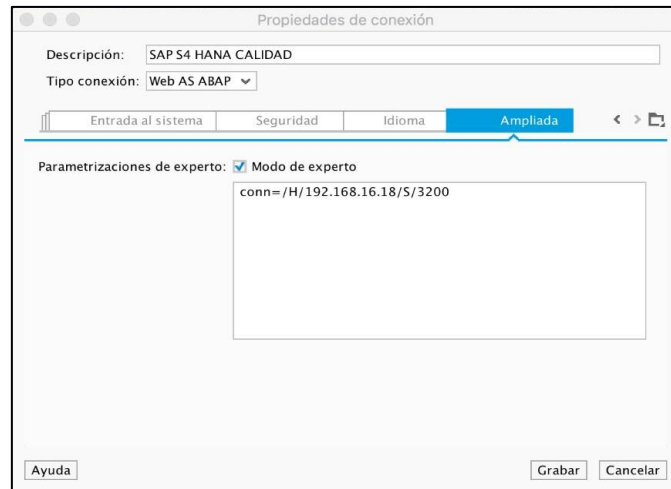 Propiedades de conexión
Descripción: SAP S4 HANA CALIDAD
Tipo conexión: Web AS ABAP
Entrada al sistema Seguridad Idioma Ampliada
Parametrizaciones de experto: Modo de experto
conn=/H/192.168.16.18/S/3200
Ayuda Grabar Cancelar